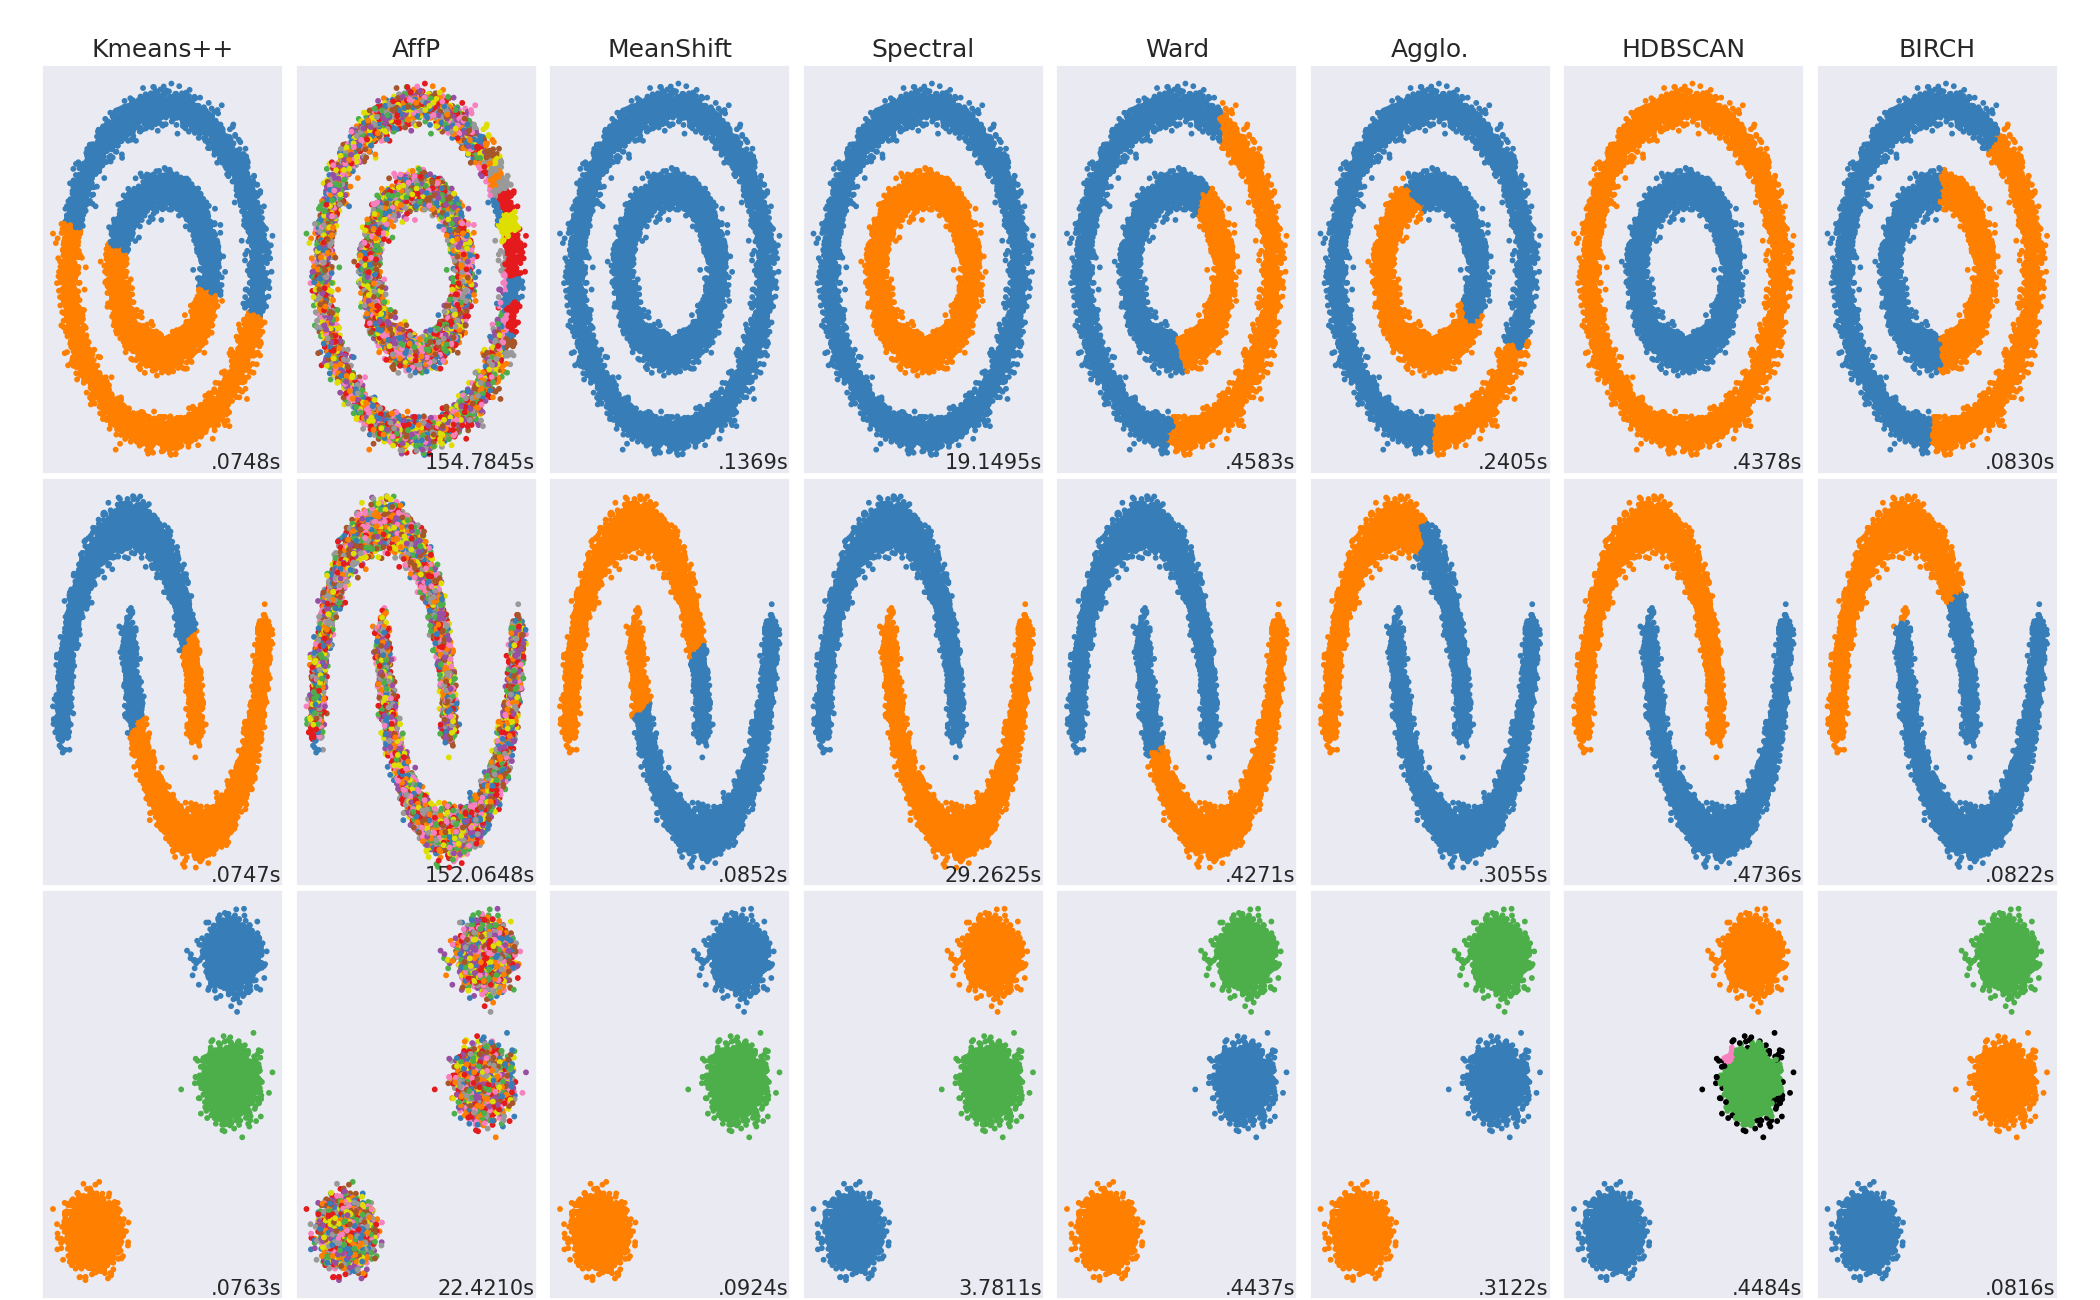 Kmeans++ AffP MeanShift Spectral Ward Agglo. HDBSCAN BIRCH
.0748s 154.7845s .1369s 19.1495s .4583s .2405s .4378s .0830s
.0747s 152.0648s .0852s 29.2625s .4271s .3055s .4736s .0822s
.0763s 22.4210s .0924s 3.7811s .4437s .3122s .4484s .0816s